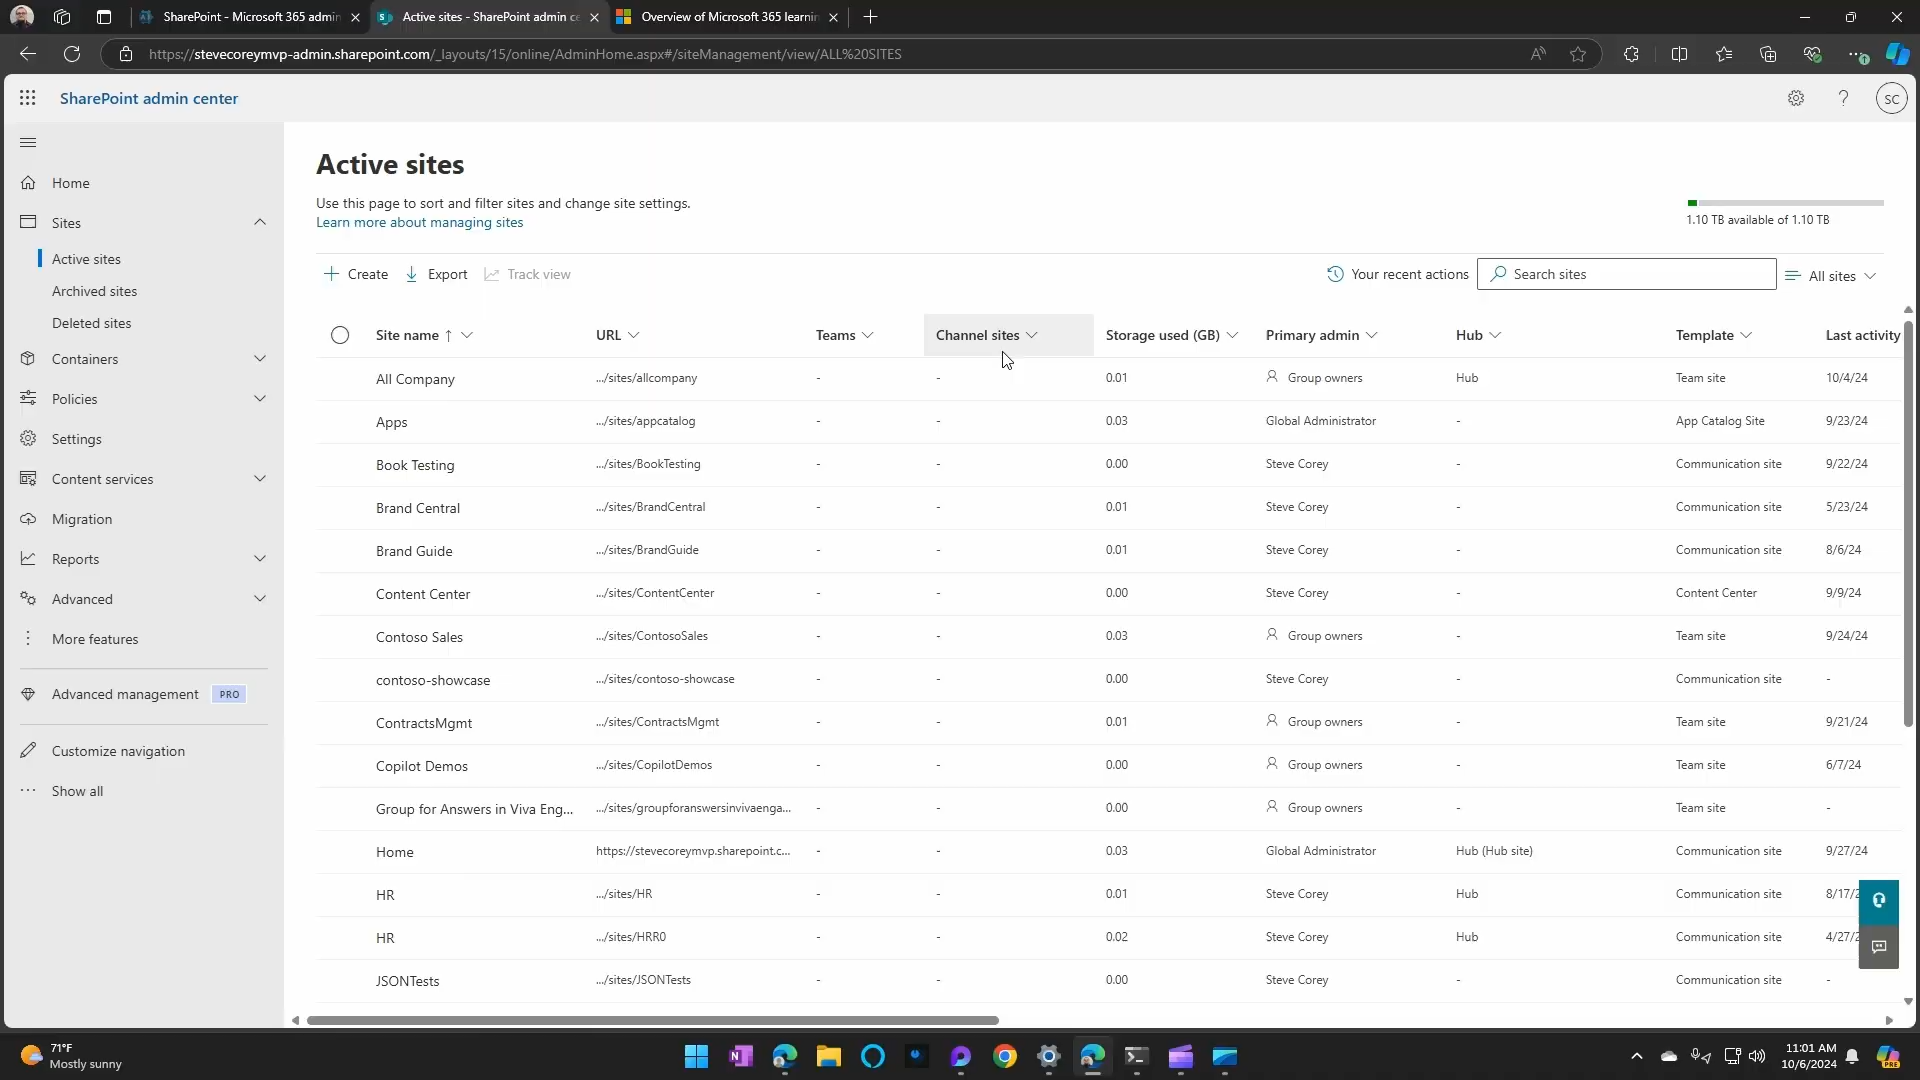 SharePoint - Microsoft 365 admin
Active sites - SharePoint admin ce
Overview of Microsoft 365 learnin
https://stevecoreymvp-admin.sharepoint.com/_layouts/15/online/AdminHome.aspx#/siteManagement/view/ALL%20SITES
SharePoint admin center
SC
Home
Sites
Active sites
Archived sites
Deleted sites
Containers
Policies
Settings
Content services
Migration
Reports
Advanced
More features
Advanced management PRO
Customize navigation
Show all
Active sites
Use this page to sort and filter sites and change site settings.
Learn more about managing sites
1.10 TB available of 1.10 TB
Create Export Track view Your recent actions Search sites All sites
Site name ↑ URL Teams Channel sites Storage used (GB) Primary admin Hub Template Last activity
All Company .../sites/allcompany - - 0.01 Group owners Hub Team site 10/4/24
Apps .../sites/appcatalog - - 0.03 Global Administrator - App Catalog Site 9/23/24
Book Testing .../sites/BookTesting - - 0.00 Steve Corey - Communication site 9/22/24
Brand Central .../sites/BrandCentral - - 0.01 Steve Corey - Communication site 5/23/24
Brand Guide .../sites/BrandGuide - - 0.01 Steve Corey - Communication site 8/6/24
Content Center .../sites/ContentCenter - - 0.00 Steve Corey - Content Center 9/9/24
Contoso Sales .../sites/ContosoSales - - 0.03 Group owners - Team site 9/24/24
contoso-showcase .../sites/contoso-showcase - - 0.00 Steve Corey - Communication site -
ContractsMgmt .../sites/ContractsMgmt - - 0.01 Group owners - Team site 9/21/24
Copilot Demos .../sites/CopilotDemos - - 0.00 Group owners - Team site 6/7/24
Group for Answers in Viva Eng... .../sites/groupforanswersinvivaenga... - - 0.00 Group owners - Team site -
Home https://stevecoreymvp.sharepoint.c... - - 0.03 Global Administrator Hub (Hub site) Communication site 9/27/24
HR .../sites/HR - - 0.01 Steve Corey Hub Communication site 8/17/2
HR .../sites/HRR0 - - 0.02 Steve Corey Hub Communication site 4/27/2
JSONTests .../sites/JSONTests - - 0.00 Steve Corey - Communication site -
71°F
Mostly sunny
11:01 AM
10/6/2024
PRE